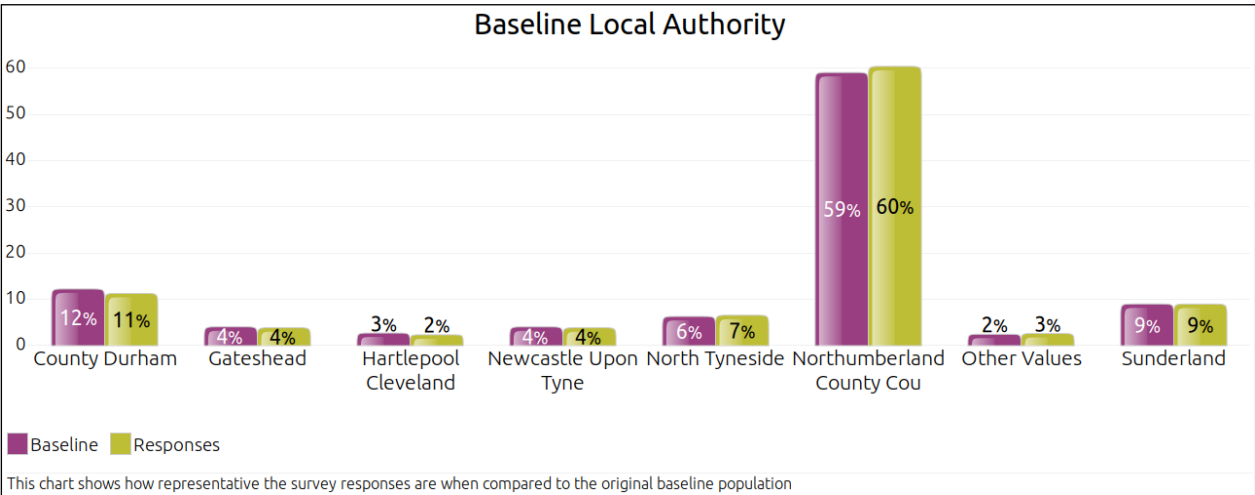 Baseline Local Authority
60
50
40
30
20
10
0
12% 11%
4% 4%
3% 2%
4% 4%
6% 7%
59% 60%
2% 3%
9% 9%
County Durham
Gateshead
Hartlepool
Cleveland
Newcastle Upon
Tyne
North Tyneside
Northumberland
County Cou
Other Values
Sunderland
Baseline Responses
This chart shows how representative the survey responses are when compared to the original baseline population